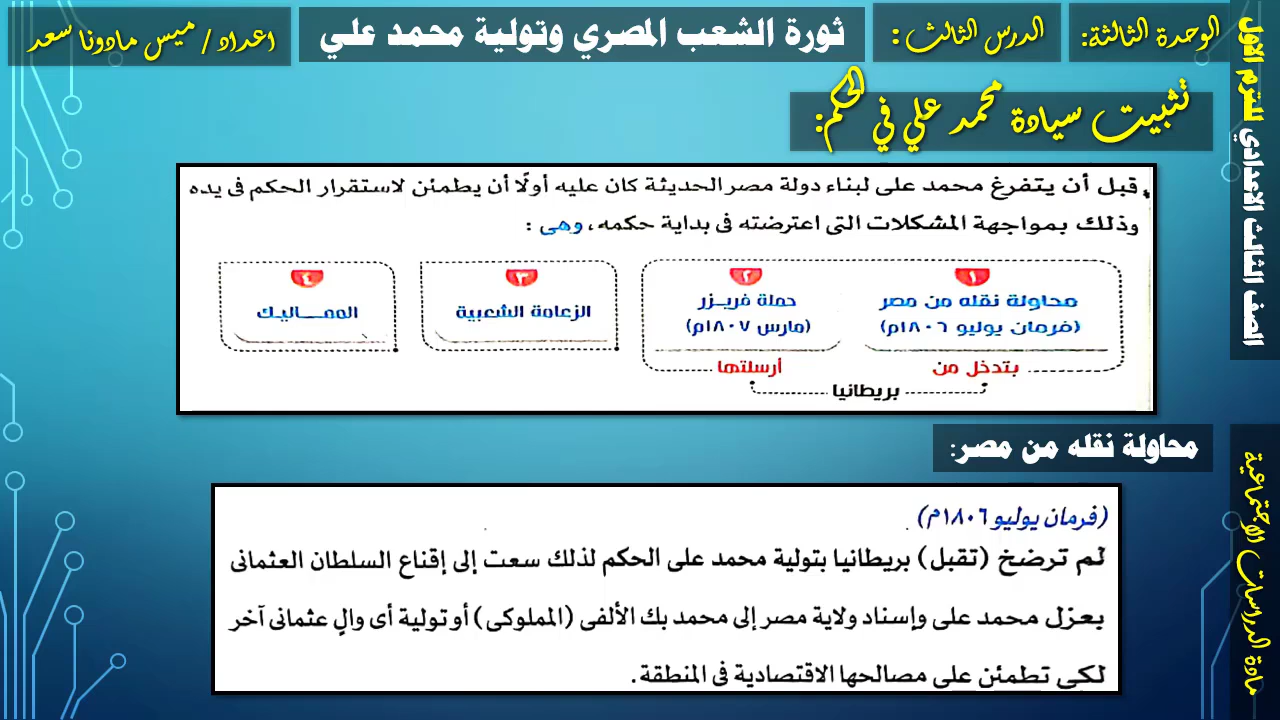 الوحدة الثالثة:
الدرس الثالث :
ثورة الشعب المصري وتولية محمد علي
اعداد / ميس مادونا سعد
الصف الثالث الاعدادي للترم الاول
تثبيت سيادة محمد علي في الحكم:
قبل أن يتفرغ محمد على لبناء دولة مصر الحديثة كان عليه أولًا أن يطمئن لاستقرار الحكم فى يده
وذلك بمواجهة المشكلات التى اعترضته فى بداية حكمه، وهى :
١ ٢ ٣ ٤
محاولة نقله من مصر
(فرمان يوليو ١٨٠٦م)
حملة فريزر
(مارس ١٨٠٧م)
الزعامة الشعبية
المماليك
بتدخل من
أرسلتها
بريطانيا
محاولة نقله من مصر:
(فرمان يوليو ١٨٠٦م)
لم ترضخ (تقبل) بريطانيا بتولية محمد على الحكم لذلك سعت إلى إقناع السلطان العثمانى
بعزل محمد على وإسناد ولاية مصر إلى محمد بك الألفى (المملوكى) أو تولية أى والٍ عثمانى آخر
لكى تطمئن على مصالحها الاقتصادية فى المنطقة.
مادة الدراسات الاجتماعية